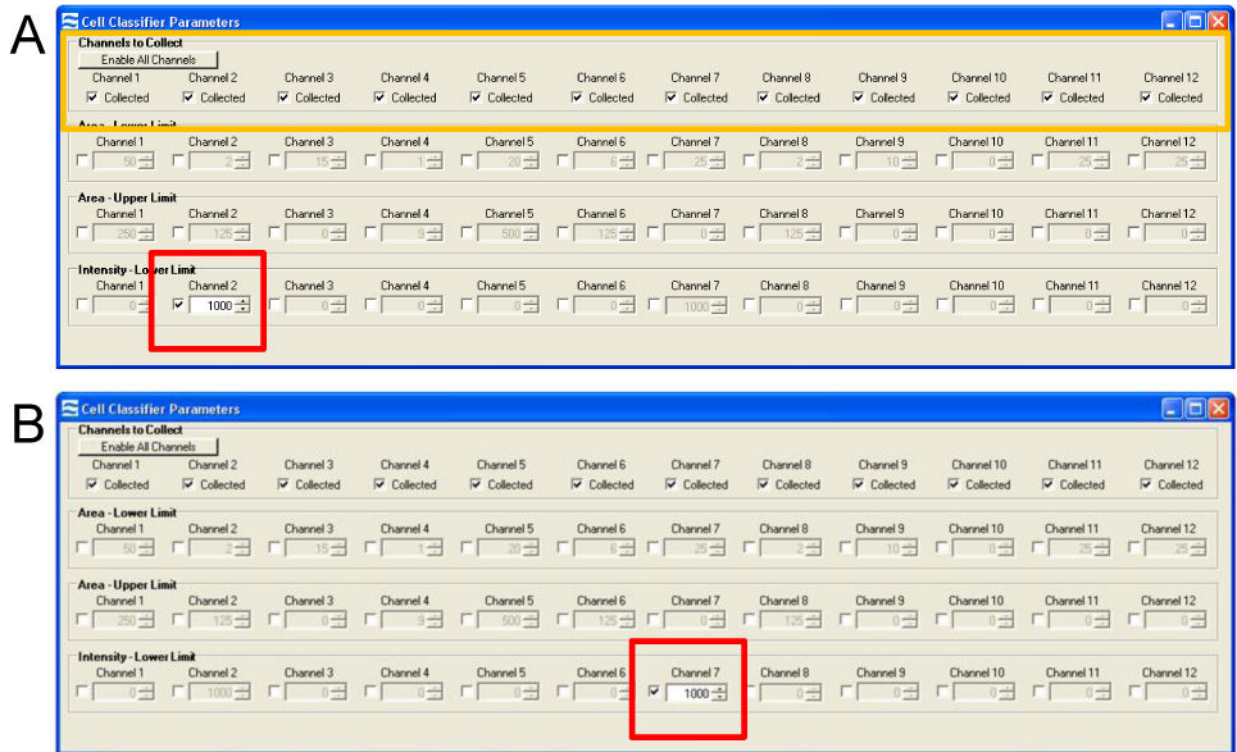 A
Cell Classifier Parameters
Channels to Collect
Enable All Channels
Channel 1 Channel 2 Channel 3 Channel 4 Channel 5 Channel 6 Channel 7 Channel 8 Channel 9 Channel 10 Channel 11 Channel 12
Collected Collected Collected Collected Collected Collected Collected Collected Collected Collected Collected Collected
Area - Lower Limit
Channel 1 Channel 2 Channel 3 Channel 4 Channel 5 Channel 6 Channel 7 Channel 8 Channel 9 Channel 10 Channel 11 Channel 12
50 2 15 1 20 6 25 2 10 0 25 25
Area - Upper Limit
Channel 1 Channel 2 Channel 3 Channel 4 Channel 5 Channel 6 Channel 7 Channel 8 Channel 9 Channel 10 Channel 11 Channel 12
250 125 0 9 500 125 0 125 0 0 0 0
Intensity - Lower Limit
Channel 1 Channel 2 Channel 3 Channel 4 Channel 5 Channel 6 Channel 7 Channel 8 Channel 9 Channel 10 Channel 11 Channel 12
0 1000 0 0 0 0 1000 0 0 0 0 0
B
Cell Classifier Parameters
Channels to Collect
Enable All Channels
Channel 1 Channel 2 Channel 3 Channel 4 Channel 5 Channel 6 Channel 7 Channel 8 Channel 9 Channel 10 Channel 11 Channel 12
Collected Collected Collected Collected Collected Collected Collected Collected Collected Collected Collected Collected
Area - Lower Limit
Channel 1 Channel 2 Channel 3 Channel 4 Channel 5 Channel 6 Channel 7 Channel 8 Channel 9 Channel 10 Channel 11 Channel 12
50 2 15 1 20 6 25 2 10 0 25 25
Area - Upper Limit
Channel 1 Channel 2 Channel 3 Channel 4 Channel 5 Channel 6 Channel 7 Channel 8 Channel 9 Channel 10 Channel 11 Channel 12
250 125 0 9 500 125 0 125 0 0 0 0
Intensity - Lower Limit
Channel 1 Channel 2 Channel 3 Channel 4 Channel 5 Channel 6 Channel 7 Channel 8 Channel 9 Channel 10 Channel 11 Channel 12
0 1000 0 0 0 0 1000 0 0 0 0 0